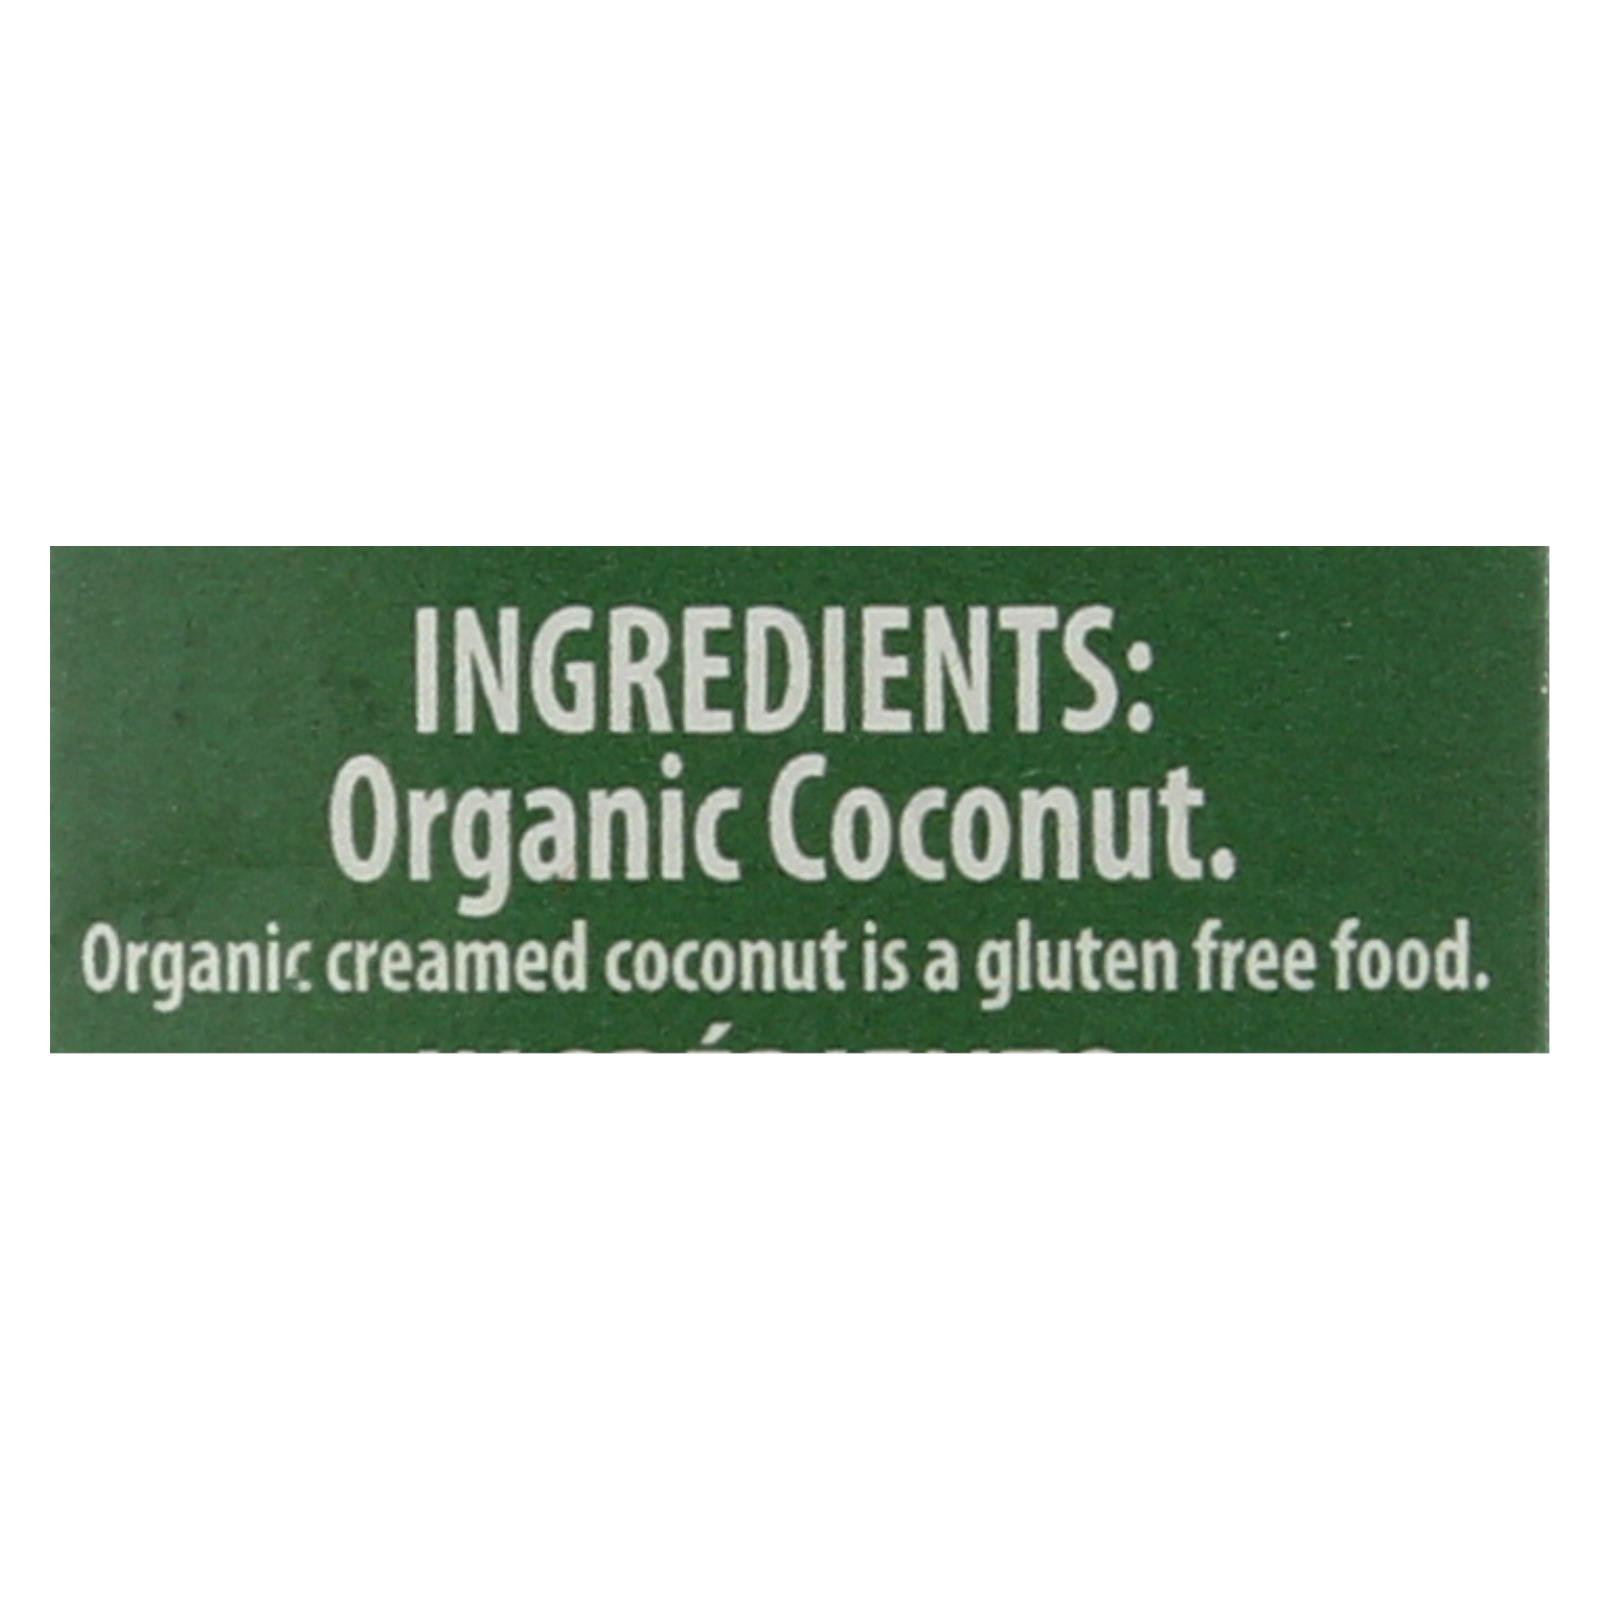 INGREDIENTS:
Organic Coconut.
Organic creamed coconut is a gluten free food.